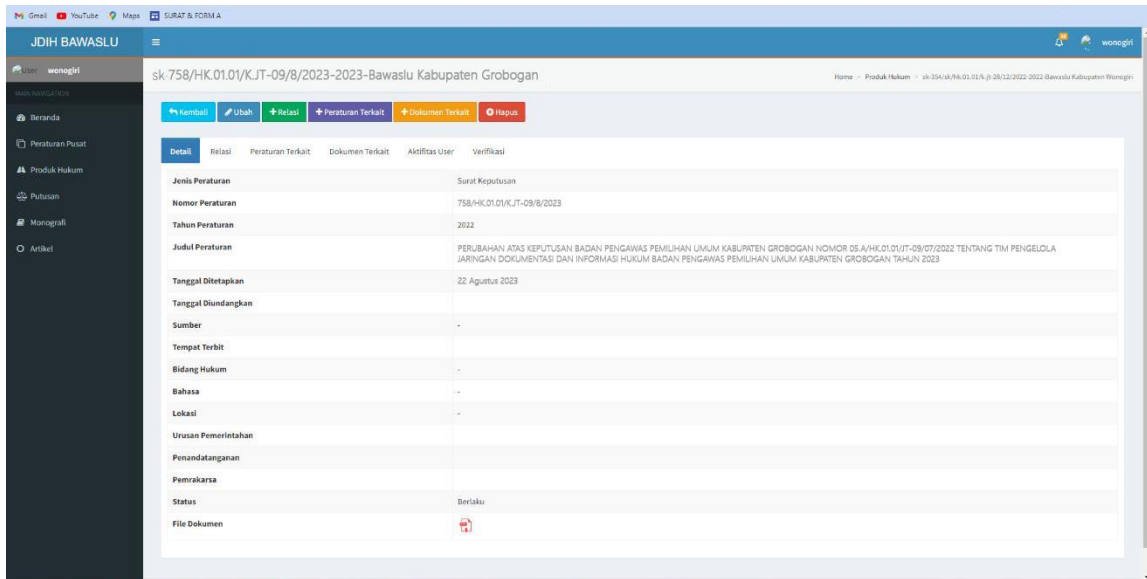 Gmail YouTube Maps SURAT & FORM A
JDIH BAWASLU wonogiri
User wonogiri
sk-758/HK.01.01/K.JT-09/8/2023-2023-Bawaslu Kabupaten Grobogan
Home Produk Hukum
MAIN NAVIGATION
Beranda
Peraturan Pusat
Produk Hukum
Putusan
Monografi
Artikel
Kembali Ubah +Relasi +Peraturan Terkait +Dokumen Terkait Hapus
Detail Relasi Peraturan Terkait Dokumen Terkait Aktifitas User Verifikasi
Jenis Peraturan Surat Keputusan
Nomor Peraturan 758/HK.01.01/K.JT-09/8/2023
Tahun Peraturan 2022
Judul Peraturan PERUBAHAN ATAS KEPUTUSAN BADAN PENGAWAS PEMILIHAN UMUM KABUPATEN GROBOGAN NOMOR 05.A/HK.01.01/JT-09/07/2022 TENTANG TIM PENGELOLA
JARINGAN DOKUMENTASI DAN INFORMASI HUKUM BADAN PENGAWAS PEMILIHAN UMUM KABUPATEN GROBOGAN TAHUN 2023
Tanggal Ditetapkan 22 Agustus 2023
Tanggal Diundangkan
Sumber -
Tempat Terbit
Bidang Hukum -
Bahasa -
Lokasi -
Urusan Pemerintahan
Penandatanganan
Pemrakarsa
Status Berlaku
File Dokumen